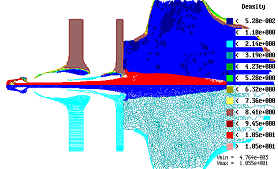 Density
< 5.28e-002
< 1.10e+000
< 2.14e+000
< 3.19e+000
< 4.23e+000
< 5.28e+000
< 6.32e+000
< 7.36e+000
< 8.41e+000
< 9.45e+000
< 1.05e+001
> 1.05e+001
Vmin = 4.764e-003
Vmax = 1.055e+001